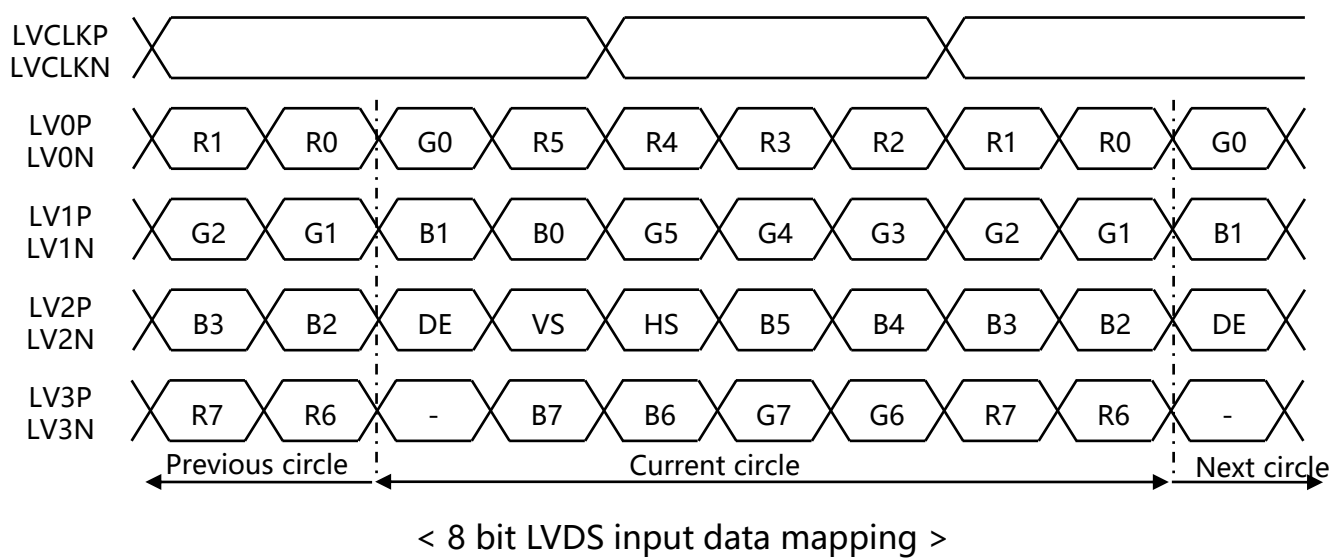 LVCLKP
LVCLKN
LV0P
LV0N
R1 R0 G0 R5 R4 R3 R2 R1 R0 G0
LV1P
LV1N
G2 G1 B1 B0 G5 G4 G3 G2 G1 B1
LV2P
LV2N
B3 B2 DE VS HS B5 B4 B3 B2 DE
LV3P
LV3N
R7 R6 - B7 B6 G7 G6 R7 R6 -
Previous circle Current circle Next circle
< 8 bit LVDS input data mapping >